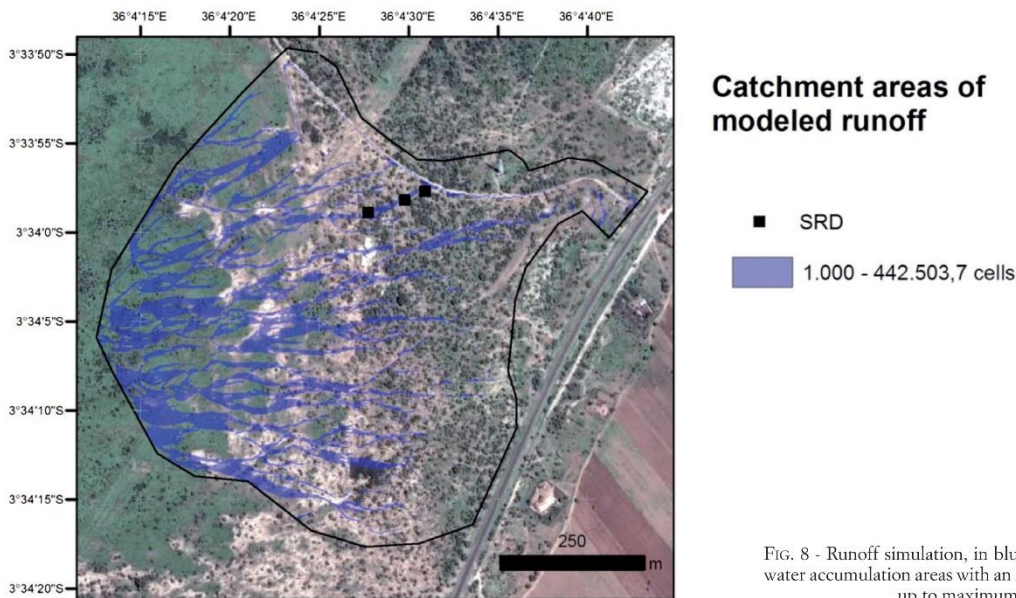 36°4'15"E 36°4'20"E 36°4'25"E 36°4'30"E 36°4'35"E 36°4'40"E
3°33'50"S
3°33'55"S
3°34'0"S
3°34'5"S
3°34'10"S
3°34'15"S
3°34'20"S
250
m
Catchment areas of
modeled runoff
SRD
1.000 - 442.503,7 cells
FIG. 8 - Runoff simulation, in blu
water accumulation areas with an
up to maximum